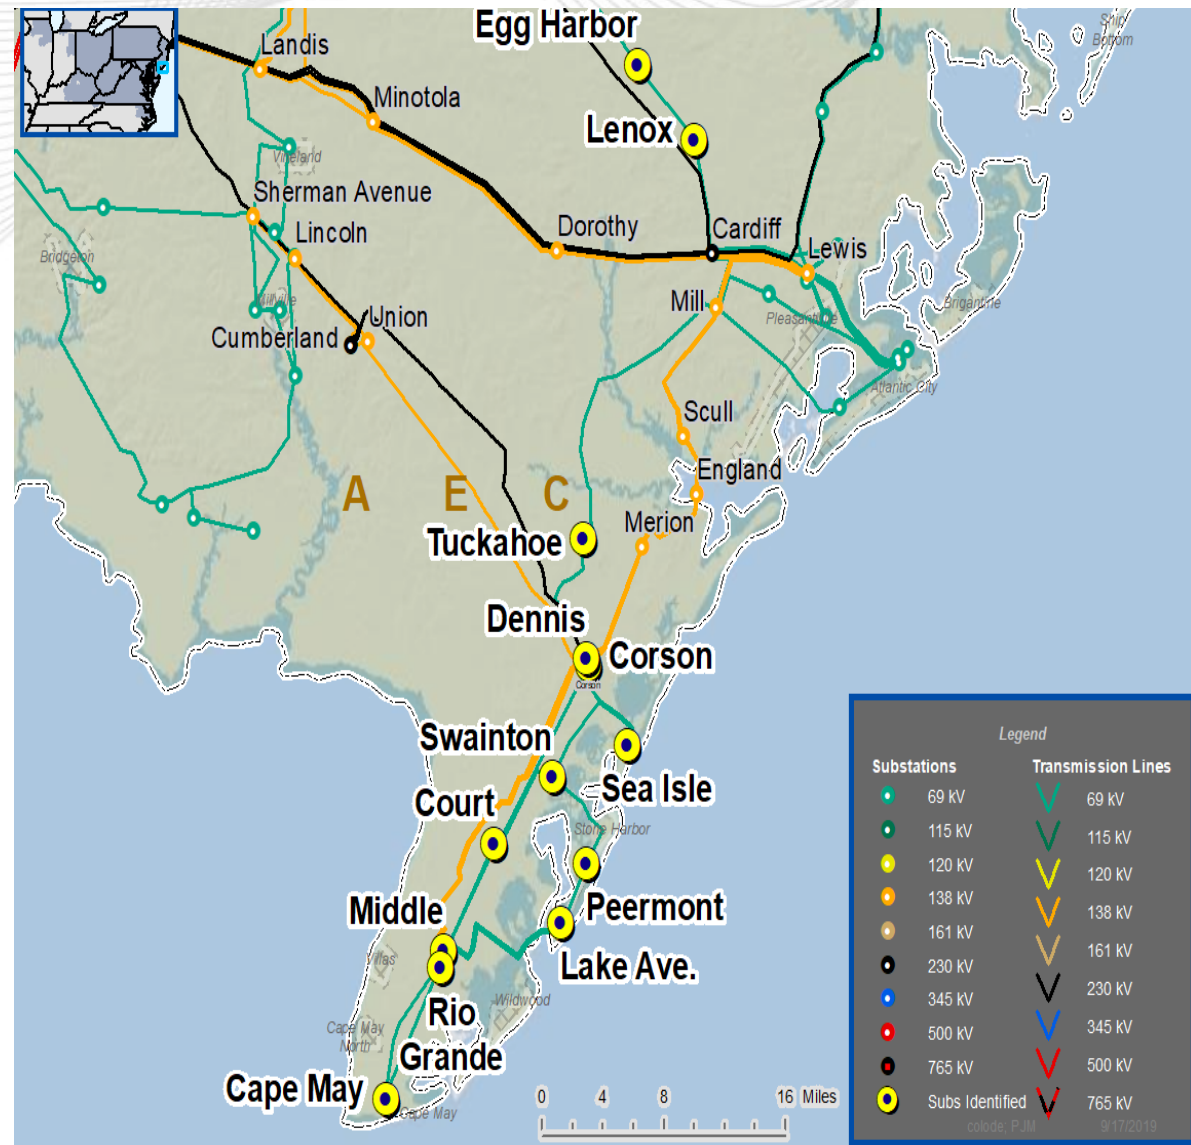 Egg Harbor
Ship
Bottom
Landis
Minotola
Lenox
Vineland
Sherman Avenue
Dorothy
Cardiff
Lincoln
Lewis
Bridgeton
Millville
Mill
Brigantine
Union
Pleasantville
Cumberland
Atlantic City
Scull
England
A E C
Merion
Tuckahoe
Dennis
Corson
Corson
Swainton
Sea Isle
Court
Stone Harbor
Middle
Peermont
Villas
Lake Ave.
Wildwood
Rio
Grande
Cape May
North
Cape May
Cape May
0 4 8 16 Miles
Legend
Substations Transmission Lines
69 kV 69 kV
115 kV 115 kV
120 kV 120 kV
138 kV 138 kV
161 kV 161 kV
230 kV 230 kV
345 kV 345 kV
500 kV 500 kV
765 kV 765 kV
Subs Identified
colode; PJM 9/17/2019